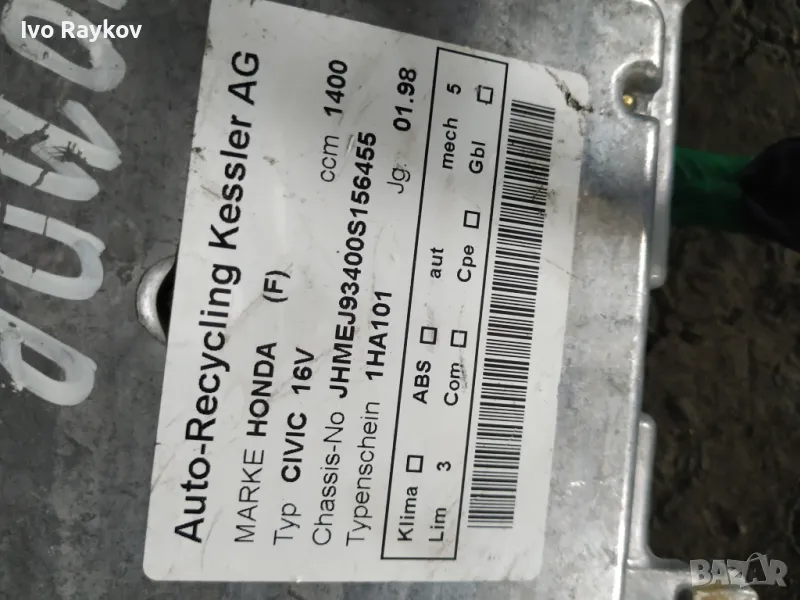 Ivo Raykov
Auto-Recycling Kessler AG
MARKE HONDA (F)
Typ CIVIC 16V ccm 1400
Chassis-No JHMEJ93400S156455
Typenschein 1HA101 Jg. 01.98
Klima ABS aut mech 5
Lim 3 Com Cpe Gbl
BAZAR